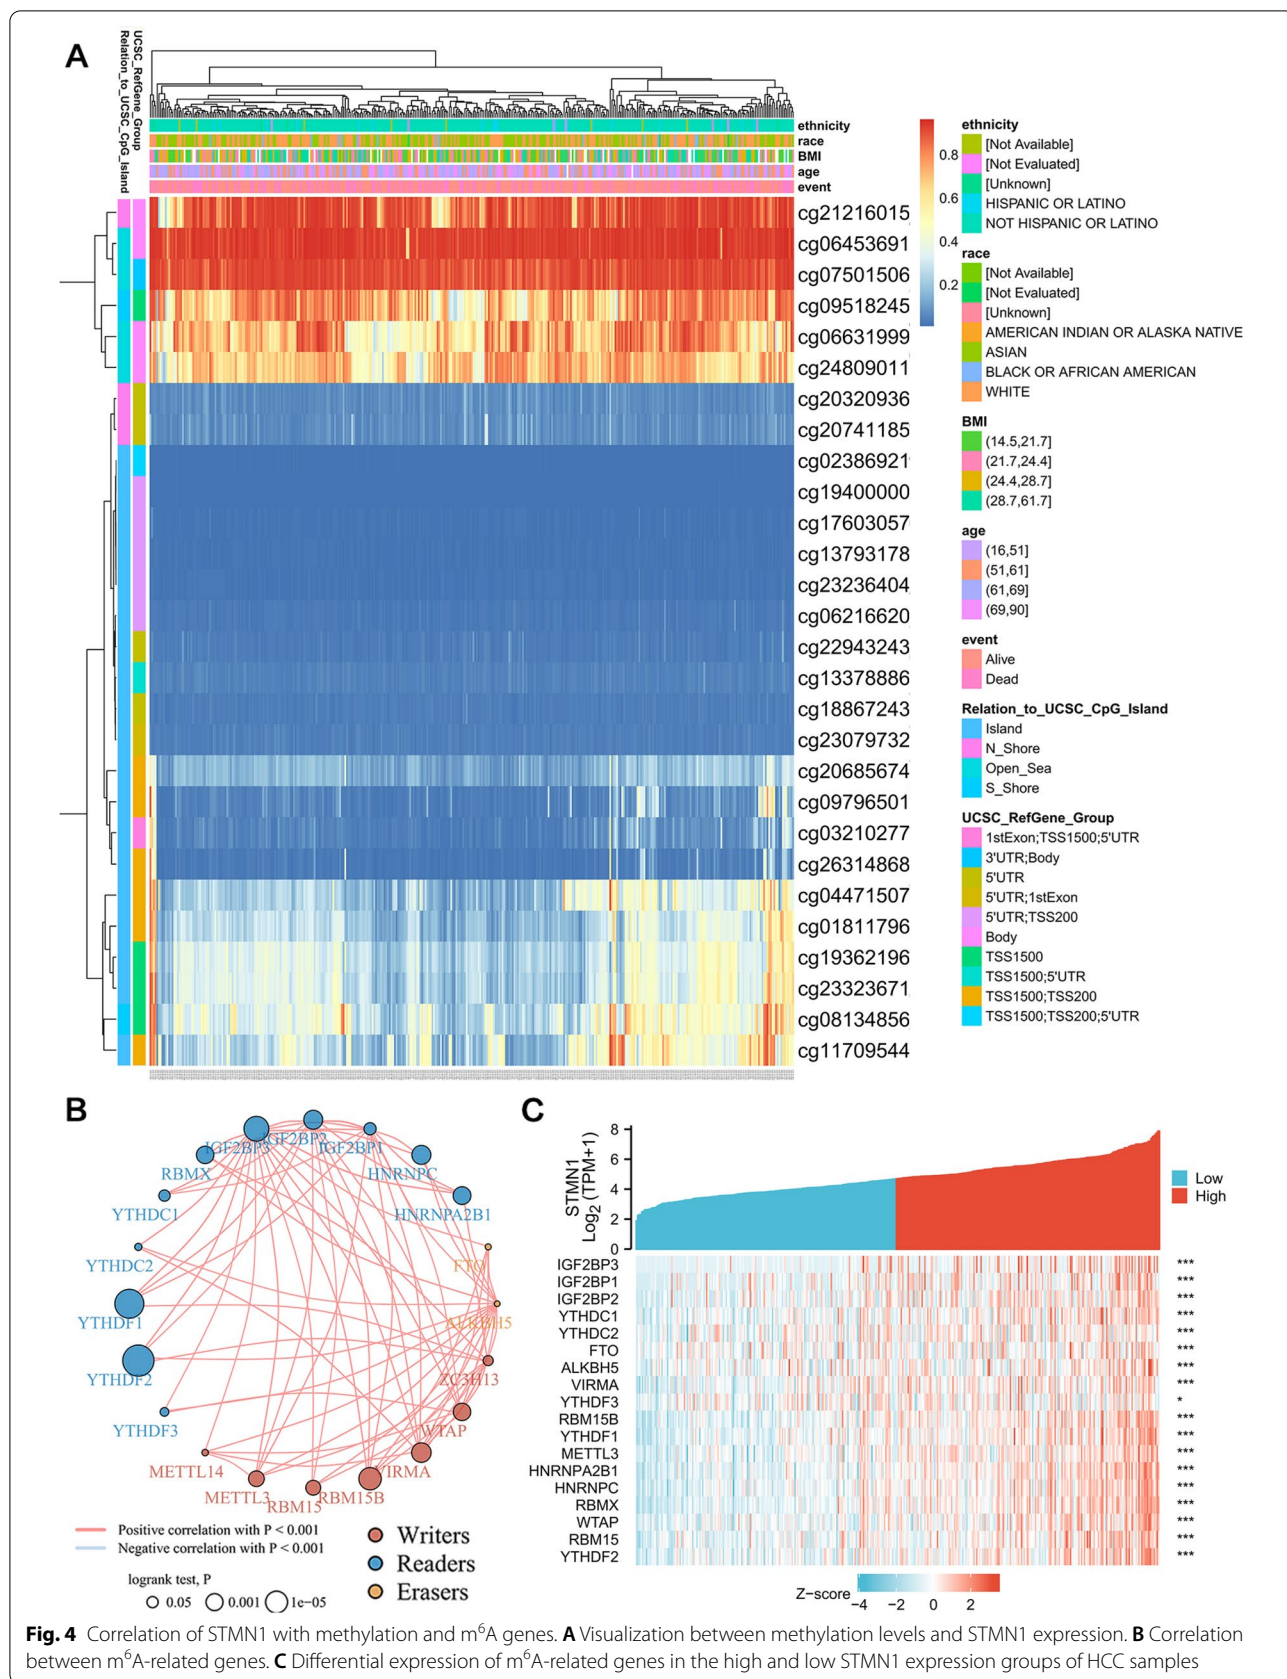 A
UCSC_RefGene_Group
Relation_to_UCSC_CpG_Island
ethnicity
race
BMI
age
event
cg21216015
cg06453691
cg07501506
cg09518245
cg06631999
cg24809011
cg20320936
cg20741185
cg02386921
cg19400000
cg17603057
cg13793178
cg23236404
cg06216620
cg22943243
cg13378886
cg18867243
cg23079732
cg20685674
cg09796501
cg03210277
cg26314868
cg04471507
cg01811796
cg19362196
cg23323671
cg08134856
cg11709544
0.8
0.6
0.4
0.2
ethnicity
[Not Available]
[Not Evaluated]
[Unknown]
HISPANIC OR LATINO
NOT HISPANIC OR LATINO
race
[Not Available]
[Not Evaluated]
[Unknown]
AMERICAN INDIAN OR ALASKA NATIVE
ASIAN
BLACK OR AFRICAN AMERICAN
WHITE
BMI
(14.5,21.7]
(21.7,24.4]
(24.4,28.7]
(28.7,61.7]
age
(16,51]
(51,61]
(61,69]
(69,90]
event
Alive
Dead
Relation_to_UCSC_CpG_Island
Island
N_Shore
Open_Sea
S_Shore
UCSC_RefGene_Group
1stExon;TSS1500;5'UTR
3'UTR;Body
5'UTR
5'UTR;1stExon
5'UTR;TSS200
Body
TSS1500
TSS1500;5'UTR
TSS1500;TSS200
TSS1500;TSS200;5'UTR
B
IGF2BP3
IGF2BP2
IGF2BP1
RBMX
HNRNPC
YTHDC1
HNRNPA2B1
YTHDC2
FTO
YTHDF1
ALKBH5
YTHDF2
ZC3H13
YTHDF3
WTAP
METTL14
VIRMA
METTL3
RBM15
RBM15B
Positive correlation with P < 0.001
Negative correlation with P < 0.001
logrank test, P
0.05 0.001 1e−05
Writers
Readers
Erasers
C
STMN1
Log2 (TPM+1)
8
6
4
2
0
Low
High
IGF2BP3 ***
IGF2BP1 ***
IGF2BP2 ***
YTHDC1 ***
YTHDC2 ***
FTO ***
ALKBH5 ***
VIRMA ***
YTHDF3 *
RBM15B ***
YTHDF1 ***
METTL3 ***
HNRNPA2B1 ***
HNRNPC ***
RBMX ***
WTAP ***
RBM15 ***
YTHDF2 ***
Z−score
−4 −2 0 2
Fig. 4 Correlation of STMN1 with methylation and m6A genes. A Visualization between methylation levels and STMN1 expression. B Correlation
between m6A-related genes. C Differential expression of m6A-related genes in the high and low STMN1 expression groups of HCC samples